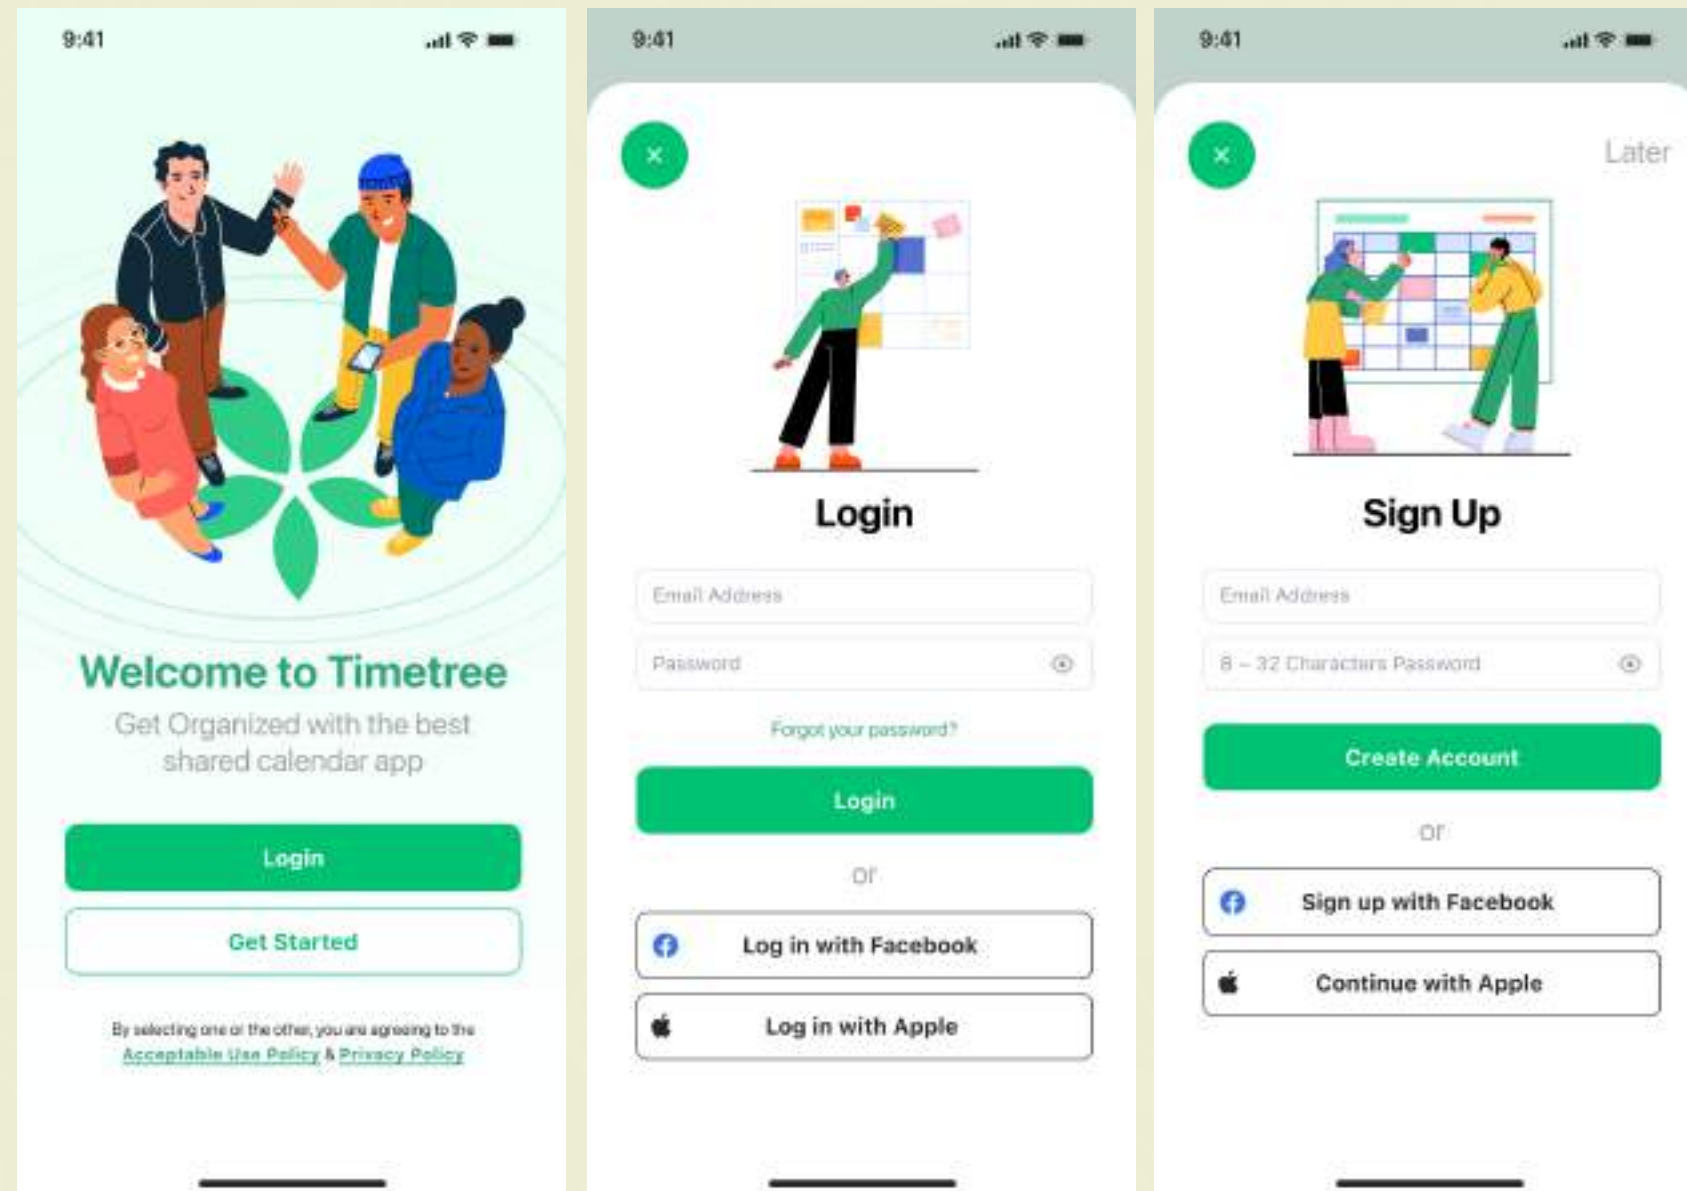 9:41
Welcome to Timetree
Get Organized with the best
shared calendar app
Login
Get Started
By selecting one or the other, you are agreeing to the
Acceptable Use Policy & Privacy Policy
9:41
Login
Email Address
Password
Forgot your password?
Login
or
Log in with Facebook
Log in with Apple
9:41
Later
Sign Up
Email Address
8 – 32 Characters Password
Create Account
or
Sign up with Facebook
Continue with Apple